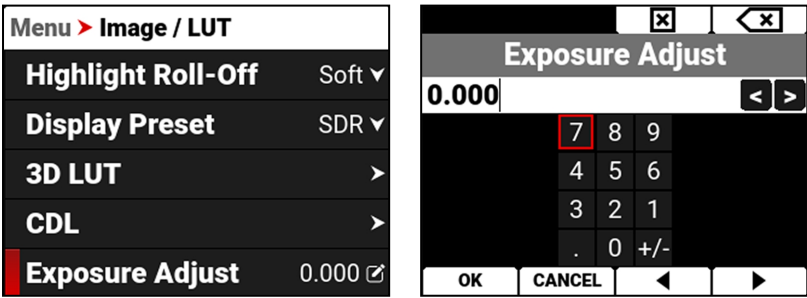 Menu > Image / LUT
Highlight Roll-Off Soft
Display Preset SDR
3D LUT >
CDL >
Exposure Adjust 0.000
Exposure Adjust
0.000 < >
7 8 9
4 5 6
3 2 1
. 0 +/-
OK CANCEL